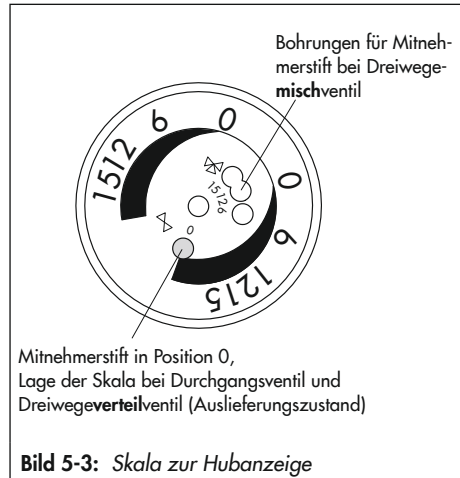 Bohrungen für Mitneh-
merstift bei Dreiwege-
mischventil
15 12 6 0
0 6 12 15
15 12 6
0
Mitnehmerstift in Position 0,
Lage der Skala bei Durchgangsventil und
Dreiwegeverteilventil (Auslieferungszustand)
Bild 5-3: Skala zur Hubanzeige